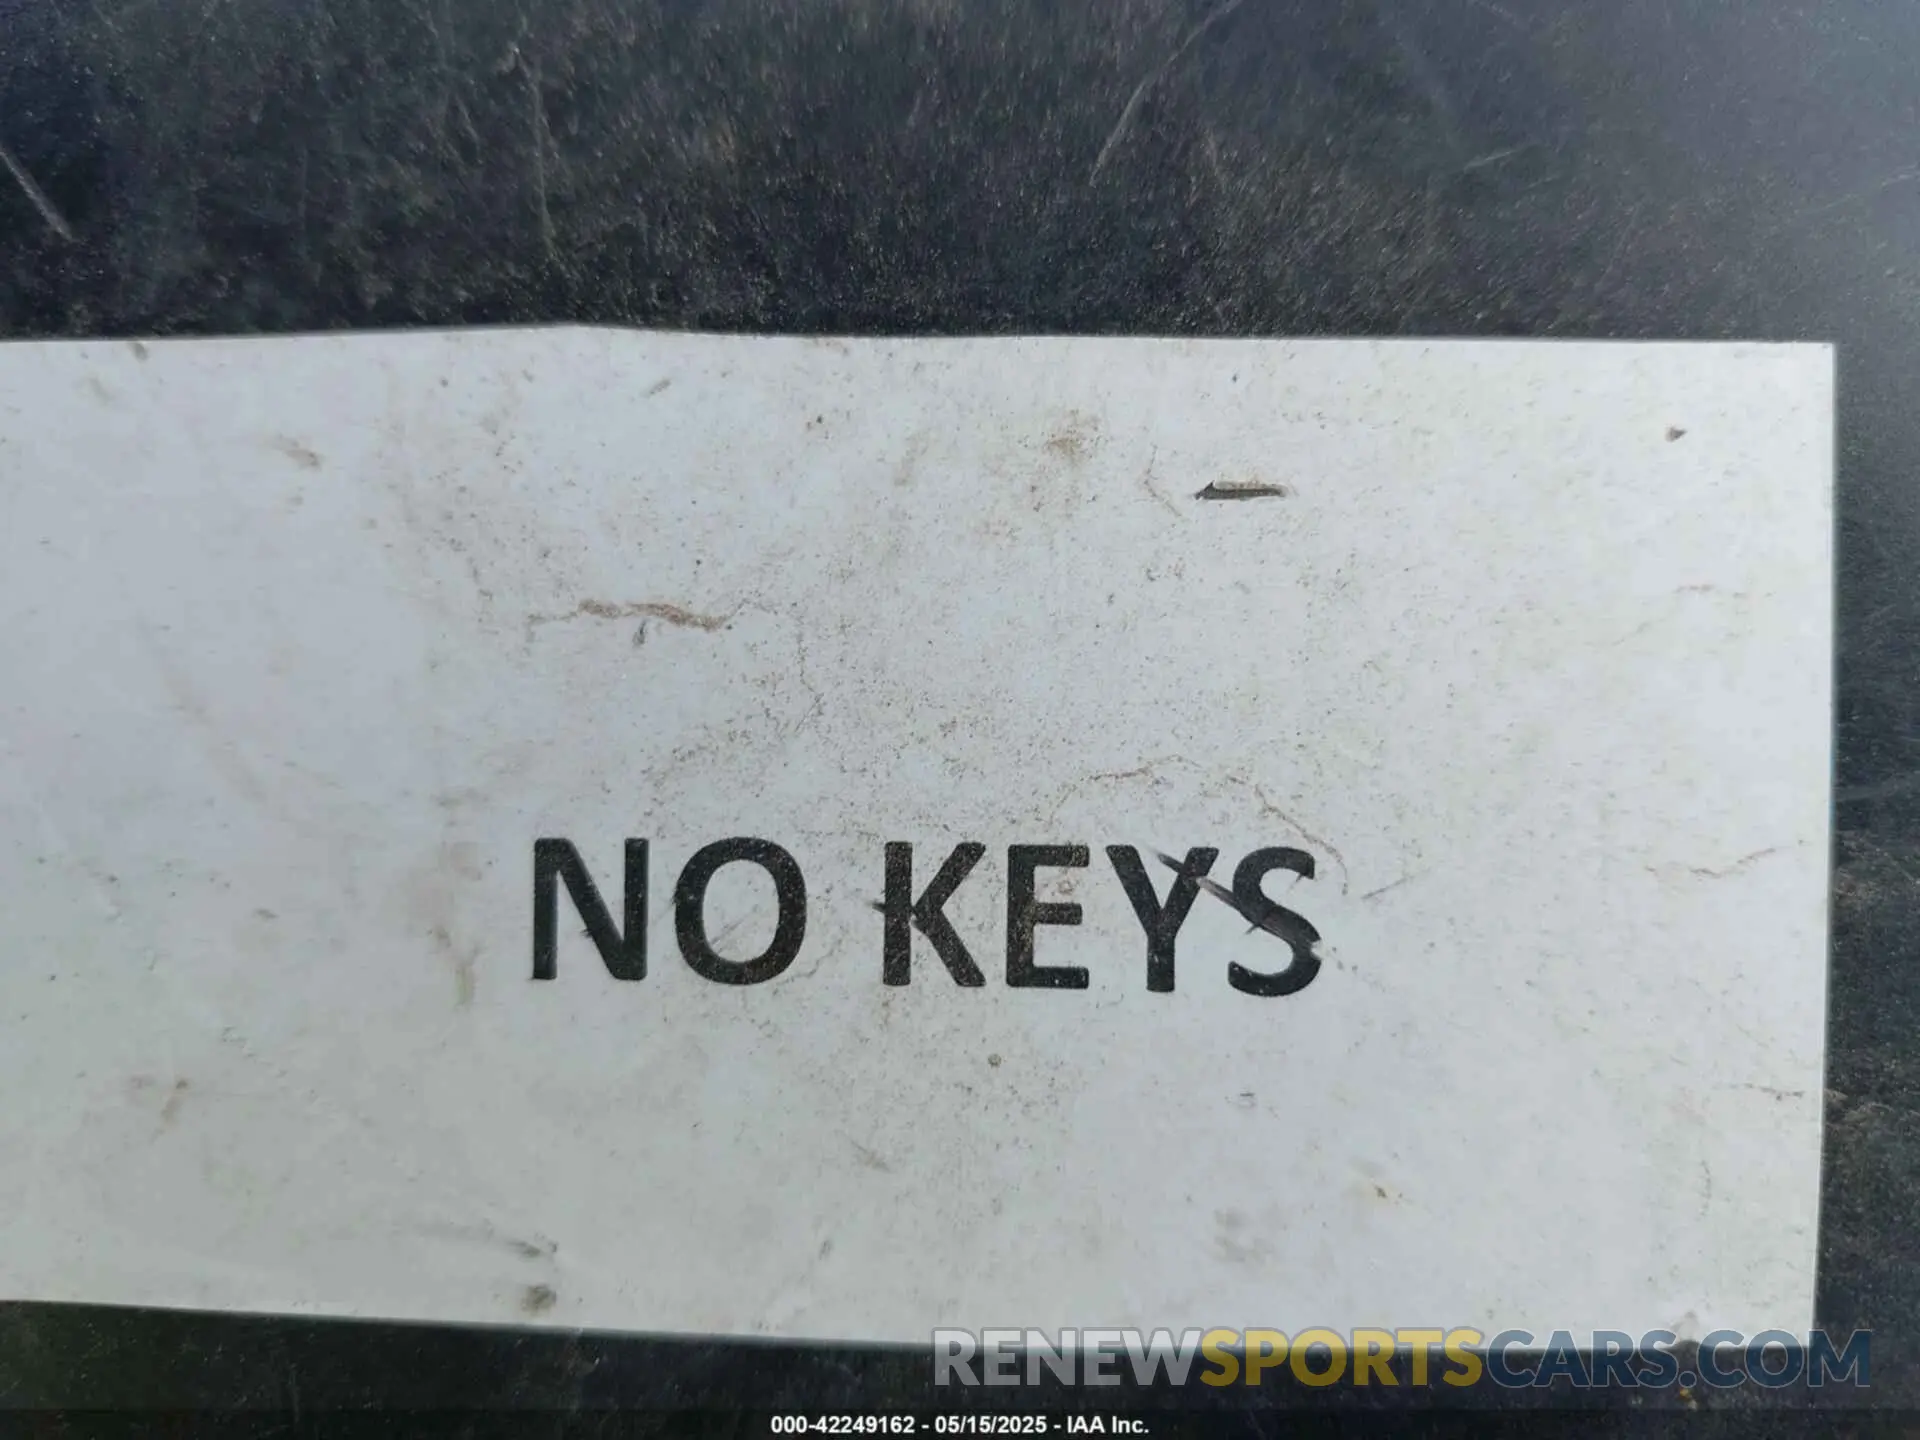 NO KEYS
RENEWSPORTSCARS.COM
000-42249162 - 05/15/2025 - IAA Inc.